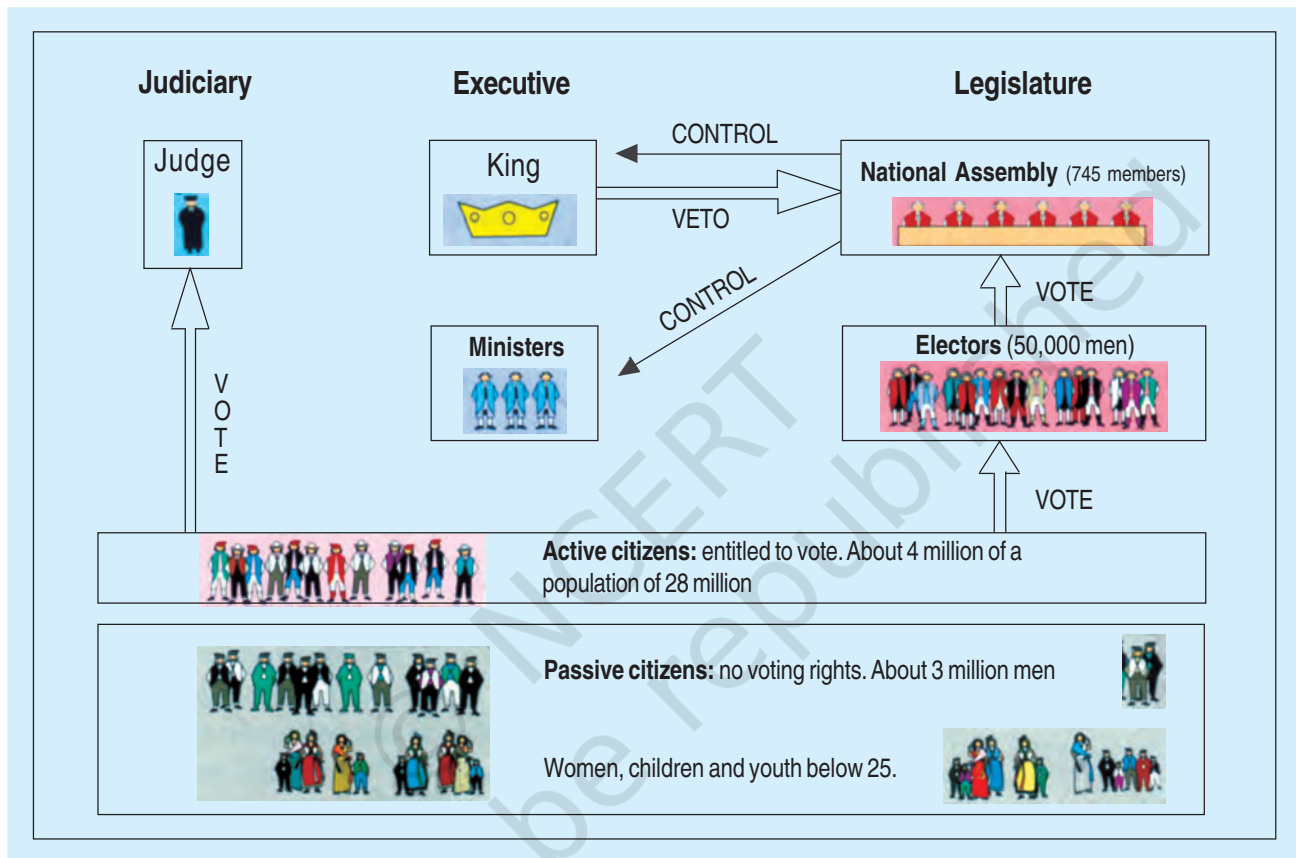 Judiciary
Executive
Legislature
Judge
King
CONTROL
VETO
National Assembly (745 members)
CONTROL
VOTE
Ministers
Electors (50,000 men)
VOTE
VOTE
Active citizens: entitled to vote. About 4 million of a
population of 28 million
Passive citizens: no voting rights. About 3 million men
Women, children and youth below 25.
© NCERT
be republished